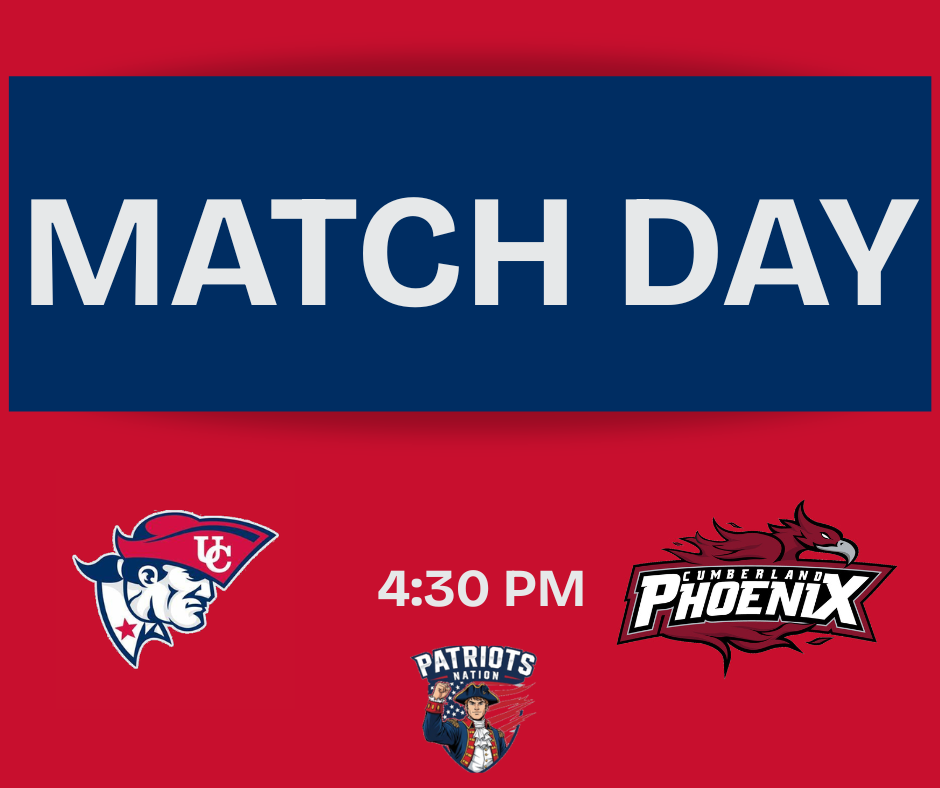 MATCH DAY
UC
4:30 PM
CUMBERLAND
PHOENIX
PATRIOTS
NATION